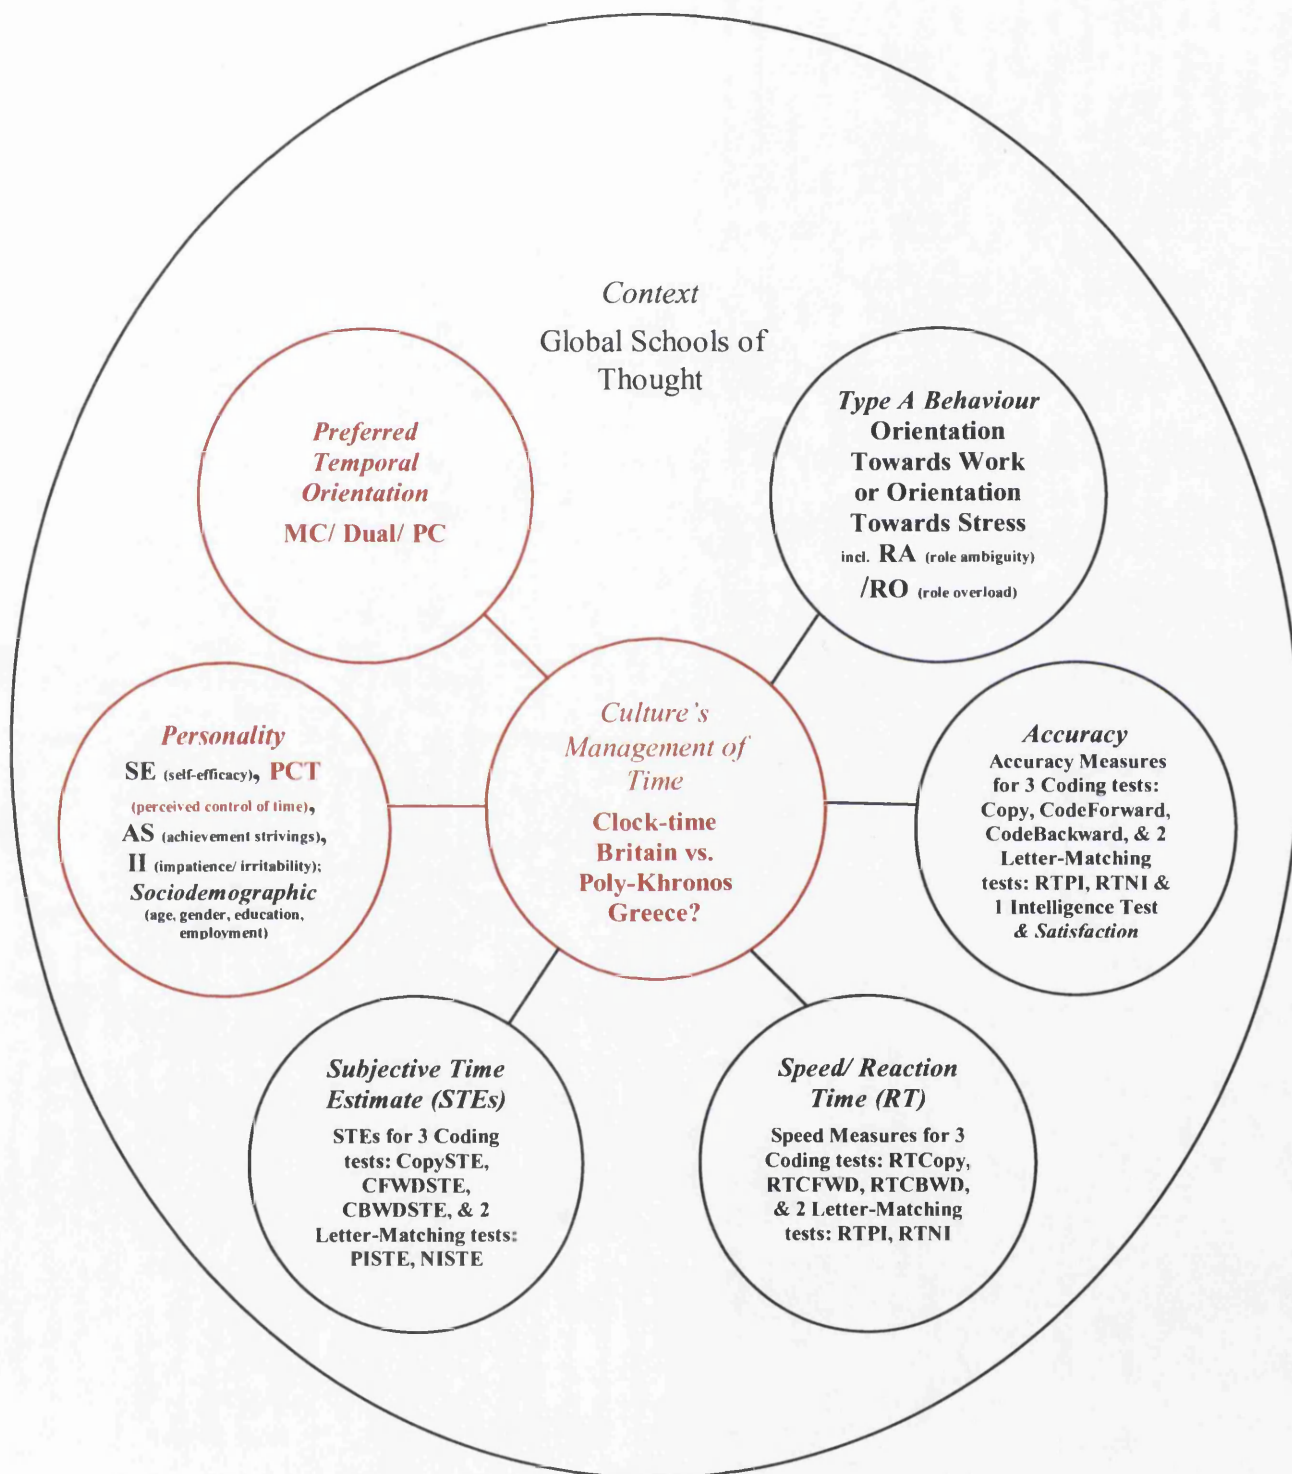 Context
Global Schools of
Thought
Preferred
Temporal
Orientation
MC/ Dual/ PC
Type A Behaviour
Orientation
Towards Work
or Orientation
Towards Stress
incl. RA (role ambiguity)
/RO (role overload)
Personality
SE (self-efficacy), PCT
(perceived control of time),
AS (achievement strivings),
II (impatience/ irritability);
Sociodemographic
(age, gender, education,
employment)
Culture's
Management of
Time
Clock-time
Britain vs.
Poly-Khronos
Greece?
Accuracy
Accuracy Measures
for 3 Coding tests:
Copy, CodeForward,
CodeBackward, & 2
Letter-Matching
tests: RTPI, RTNI &
1 Intelligence Test
& Satisfaction
Subjective Time
Estimate (STEs)
STEs for 3 Coding
tests: CopySTE,
CFWDSTE,
CBWDSTE, & 2
Letter-Matching tests:
PISTE, NISTE
Speed/ Reaction
Time (RT)
Speed Measures for 3
Coding tests: RTCopy,
RTCFWD, RTCBWD,
& 2 Letter-Matching
tests: RTPI, RTNI